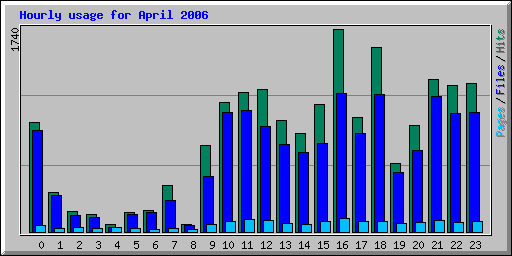 Hourly usage for April 2006
1740
Pages/Files/Hits
0 1 2 3 4 5 6 7 8 9 10 11 12 13 14 15 16 17 18 19 20 21 22 23